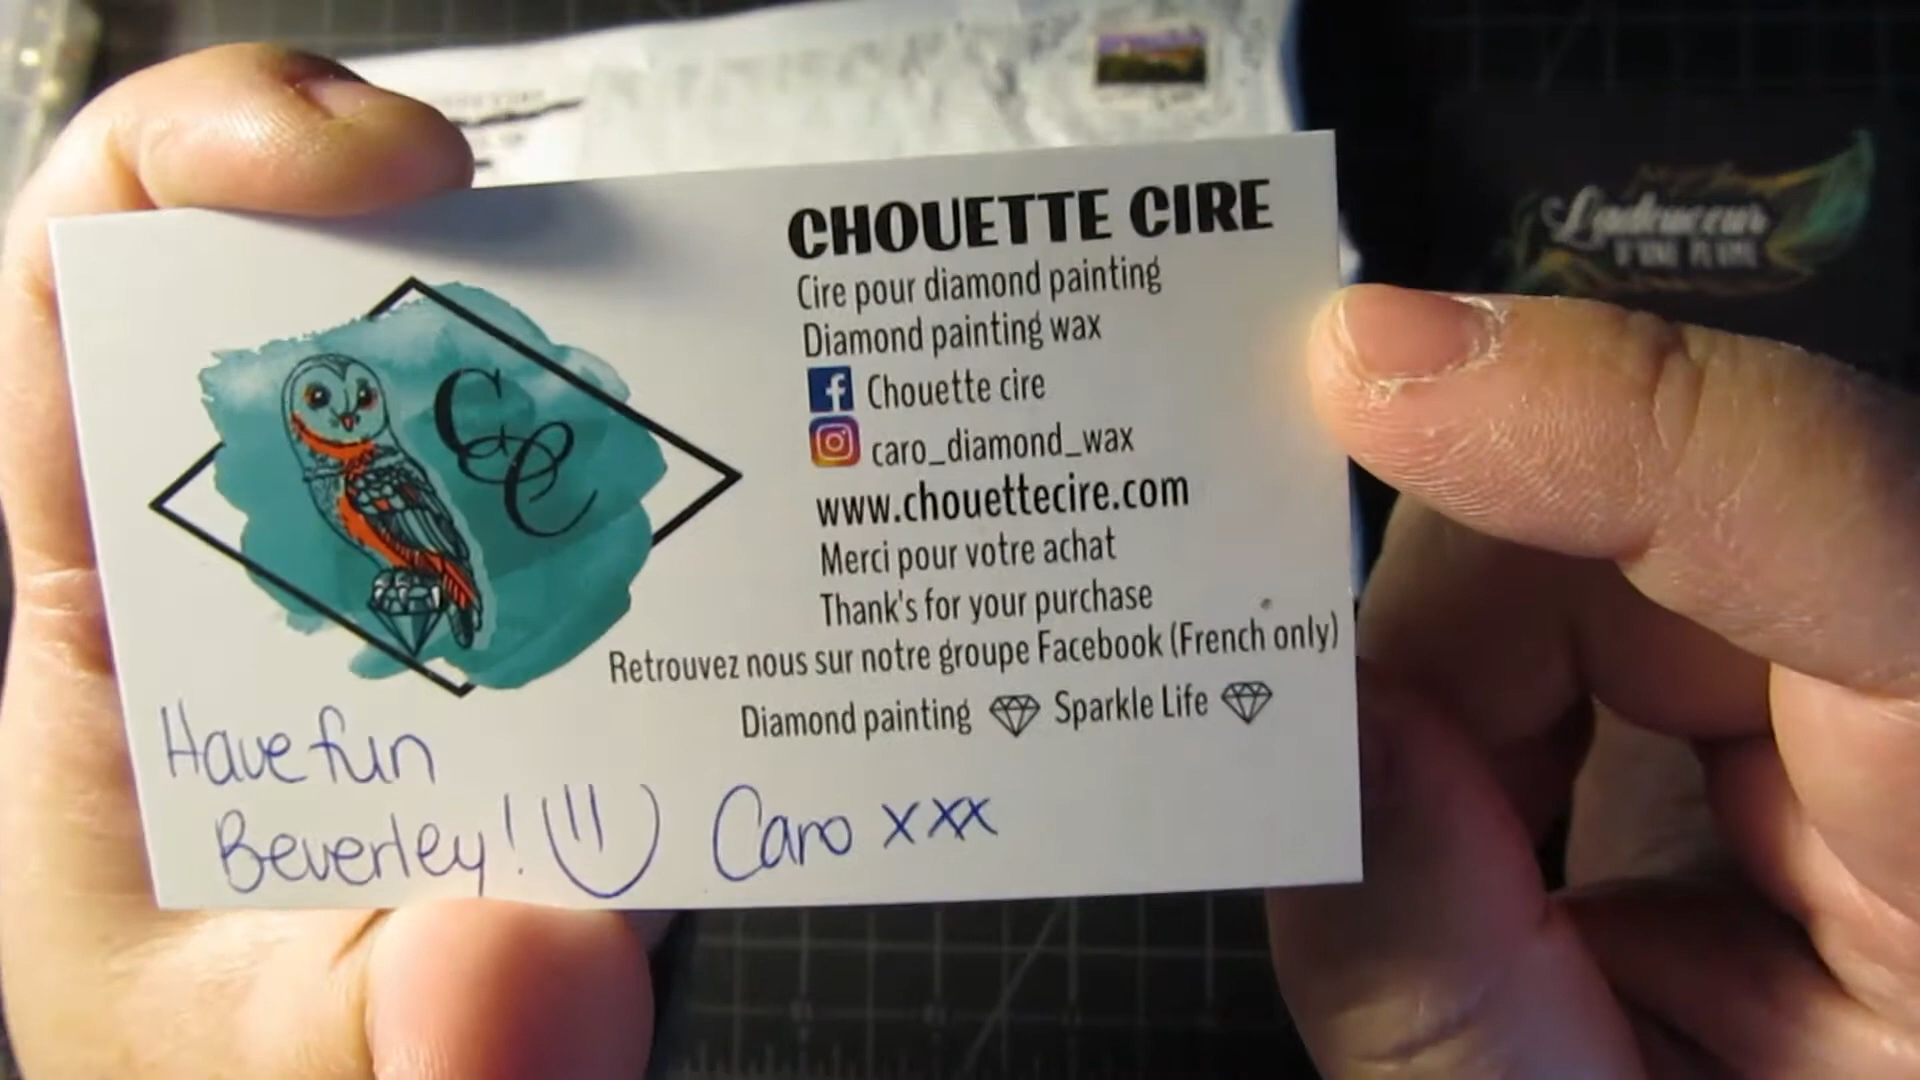 CHOUETTE CIRE
Cire pour diamond painting
Diamond painting wax
Chouette cire
caro_diamond_wax
www.chouettecire.com
Merci pour votre achat
Thank's for your purchase
Retrouvez nous sur notre groupe Facebook (French only)
Diamond painting Sparkle Life
CC
Have fun
Beverley! Caro xxx
D'UNE PLUME